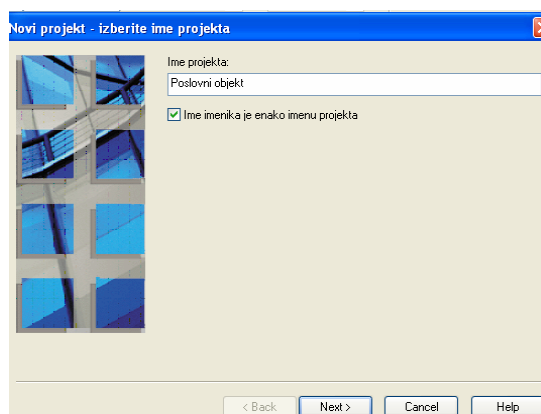 Novi projekt - izberite ime projekta
Ime projekta:
Poslovni objekt
Ime imenika je enako imenu projekta
< Back Next > Cancel Help